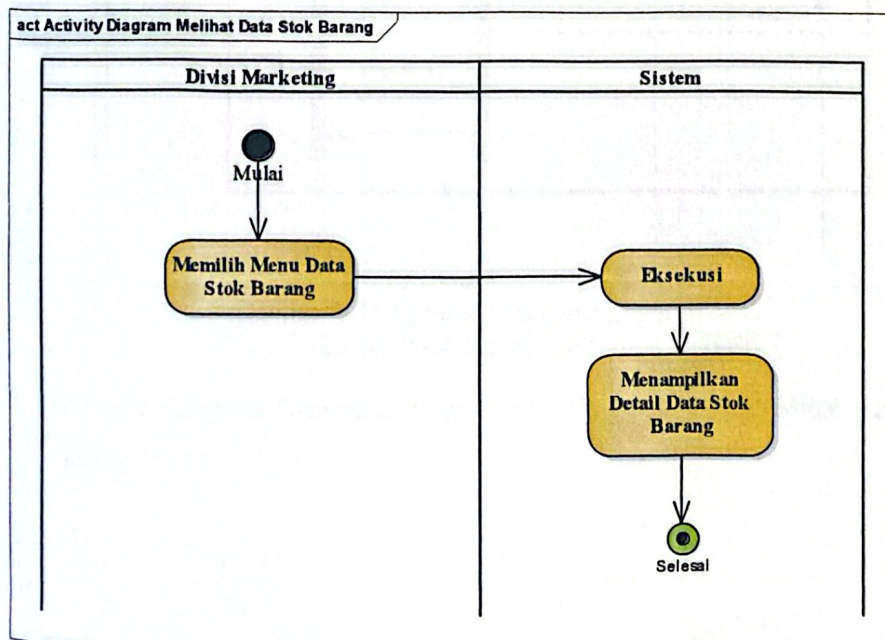 act Activity Diagram Melihat Data Stok Barang
Divisi Marketing
Sistem
Mulai
Memilih Menu Data
Stok Barang
Eksekusi
Menampilkan
Detail Data Stok
Barang
Selesai